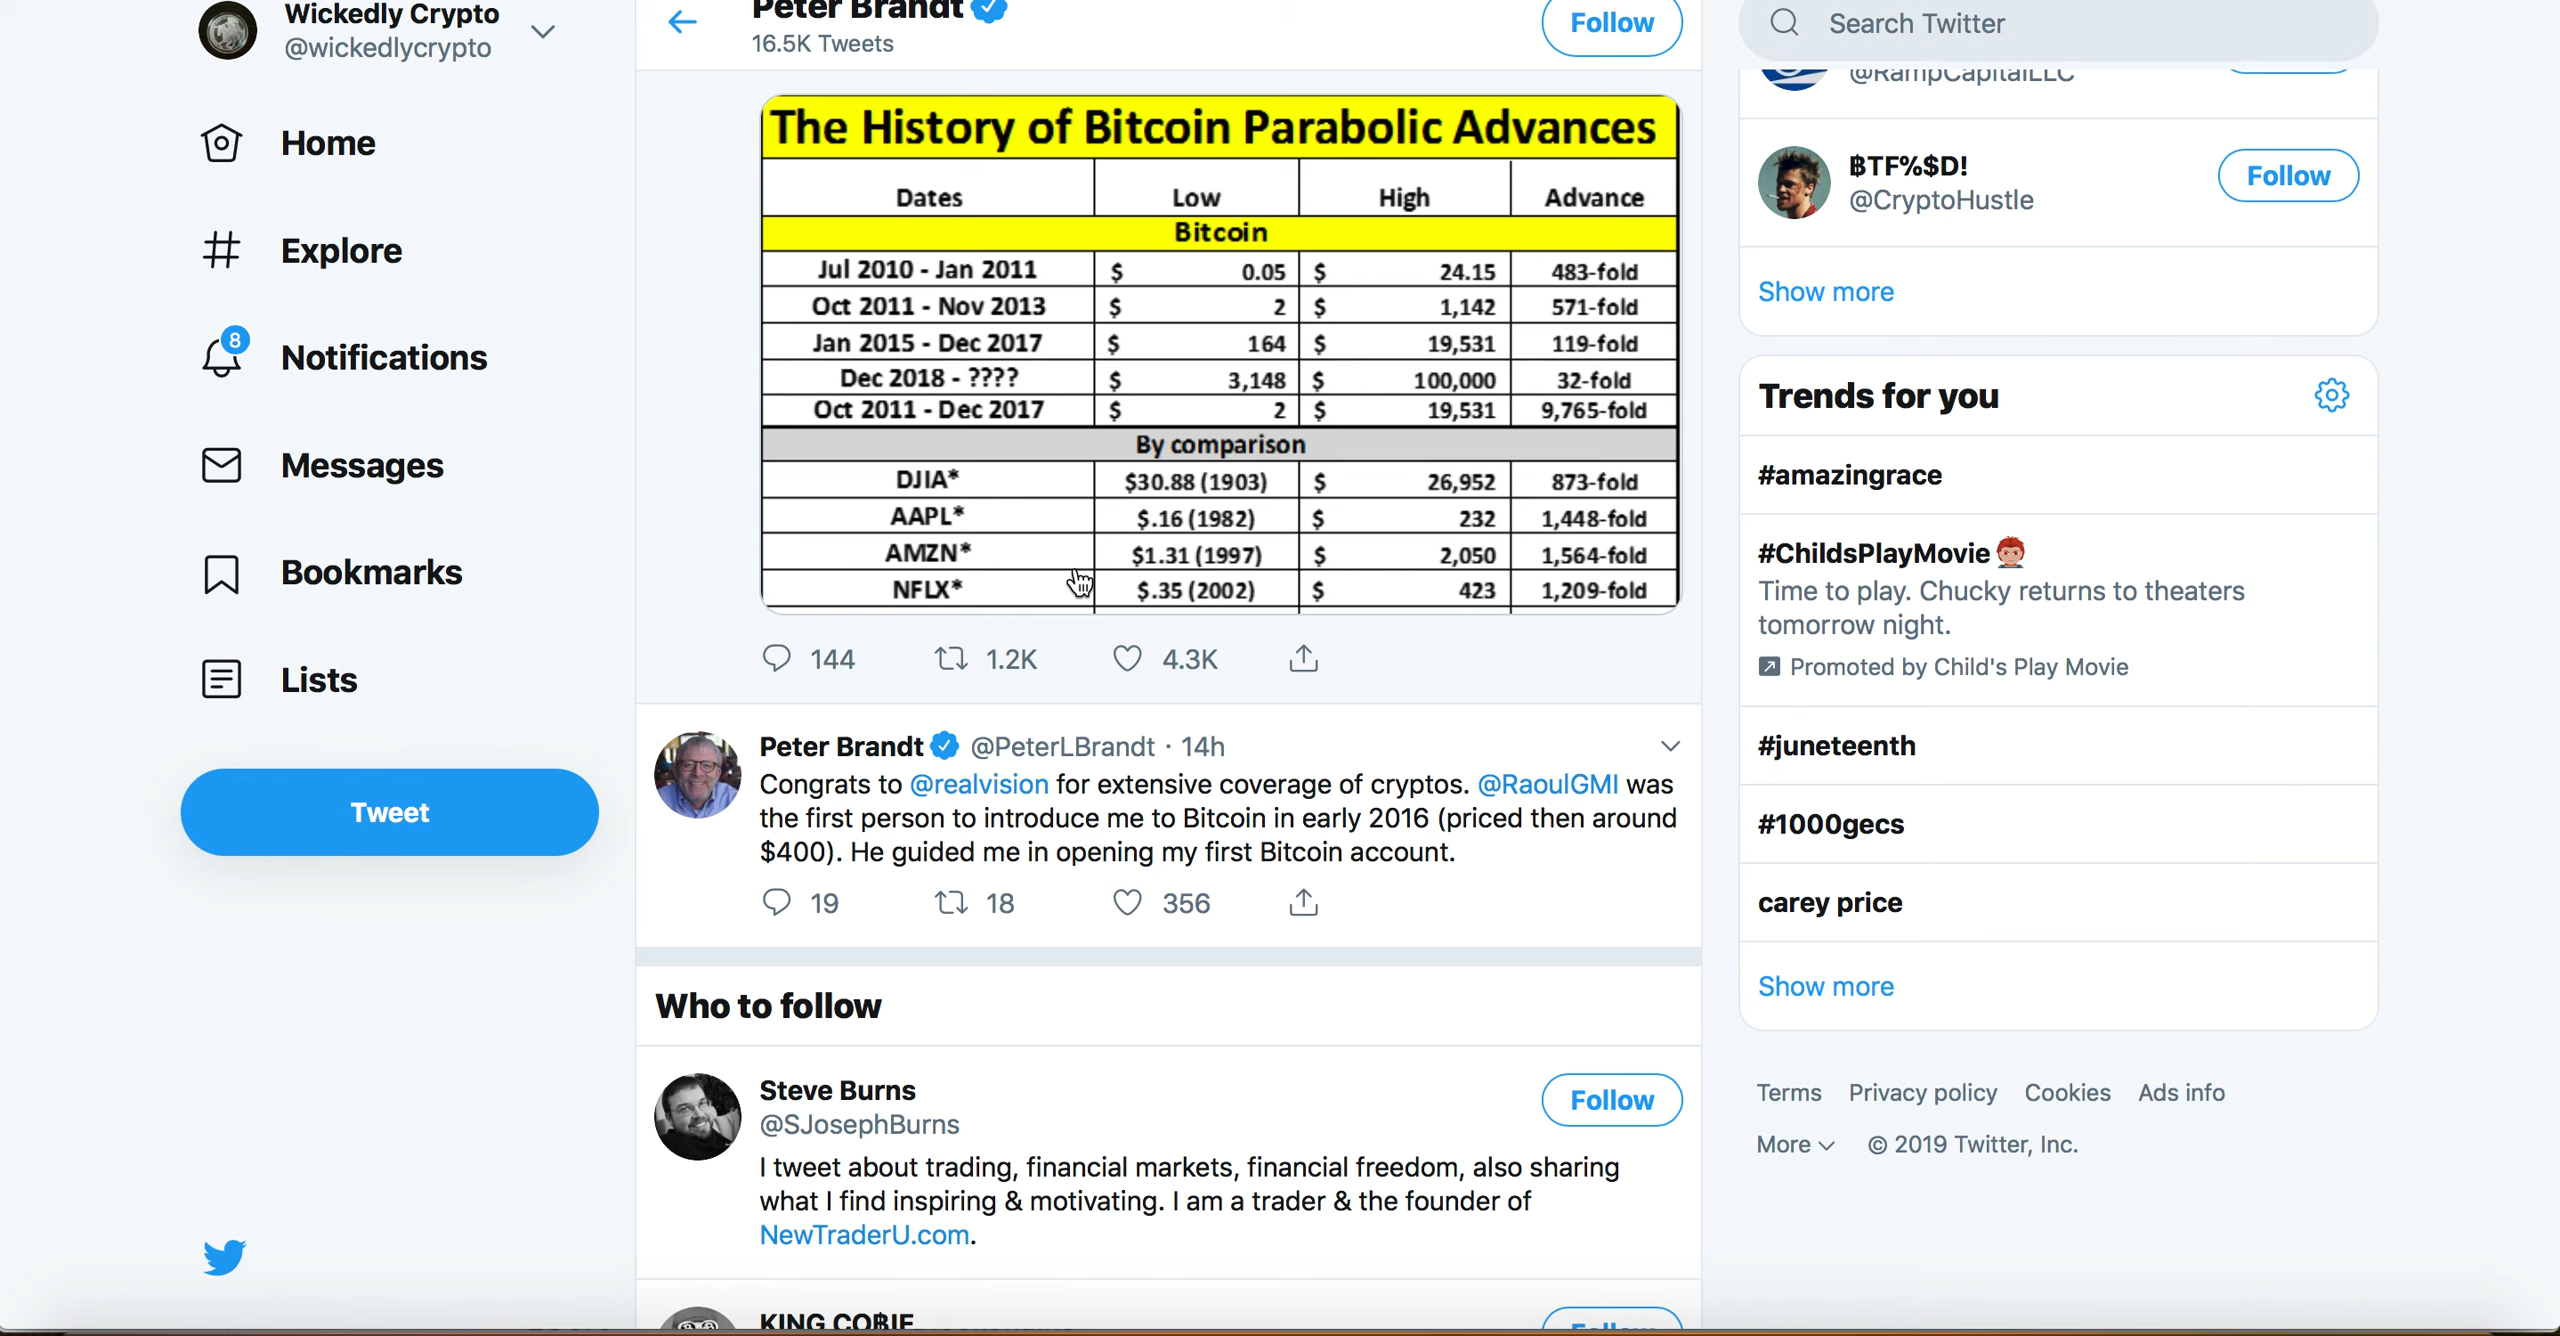 Wickedly Crypto
@wickedlycrypto
Home
Explore
8
Notifications
Messages
Bookmarks
Lists
Tweet
Peter Brandt
16.5K Tweets
Follow
The History of Bitcoin Parabolic Advances
Dates Low High Advance
Bitcoin
Jul 2010 - Jan 2011 $ 0.05 $ 24.15 483-fold
Oct 2011 - Nov 2013 $ 2 $ 1,142 571-fold
Jan 2015 - Dec 2017 $ 164 $ 19,531 119-fold
Dec 2018 - ???? $ 3,148 $ 100,000 32-fold
Oct 2011 - Dec 2017 $ 2 $ 19,531 9,765-fold
By comparison
DJIA* $30.88 (1903) $ 26,952 873-fold
AAPL* $.16 (1982) $ 232 1,448-fold
AMZN* $1.31 (1997) $ 2,050 1,564-fold
NFLX* $.35 (2002) $ 423 1,209-fold
144 1.2K 4.3K
Peter Brandt @PeterLBrandt · 14h
Congrats to @realvision for extensive coverage of cryptos. @RaoulGMI was
the first person to introduce me to Bitcoin in early 2016 (priced then around
$400). He guided me in opening my first Bitcoin account.
19 18 356
Who to follow
Steve Burns
@SJosephBurns
Follow
I tweet about trading, financial markets, financial freedom, also sharing
what I find inspiring & motivating. I am a trader & the founder of
NewTraderU.com.
KING CO₿IE
Follow
Search Twitter
@RampCapitalLLC
₿TF%$D!
@CryptoHustle
Follow
Show more
Trends for you
#amazingrace
#ChildsPlayMovie
Time to play. Chucky returns to theaters
tomorrow night.
Promoted by Child's Play Movie
#juneteenth
#1000gecs
carey price
Show more
Terms Privacy policy Cookies Ads info
More © 2019 Twitter, Inc.